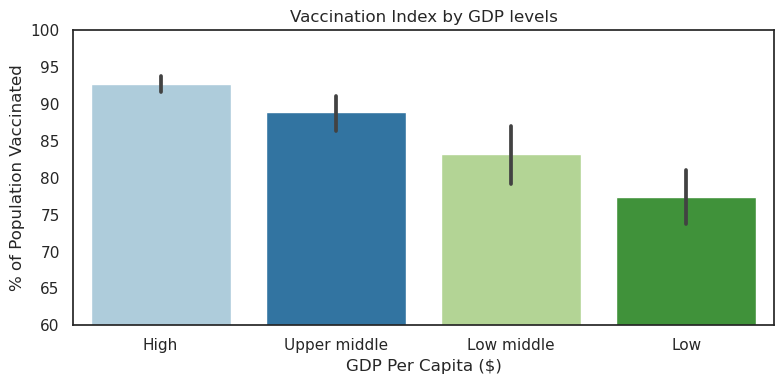 Vaccination Index by GDP levels
% of Population Vaccinated
100
95
90
85
80
75
70
65
60
High
Upper middle
Low middle
Low
GDP Per Capita ($)